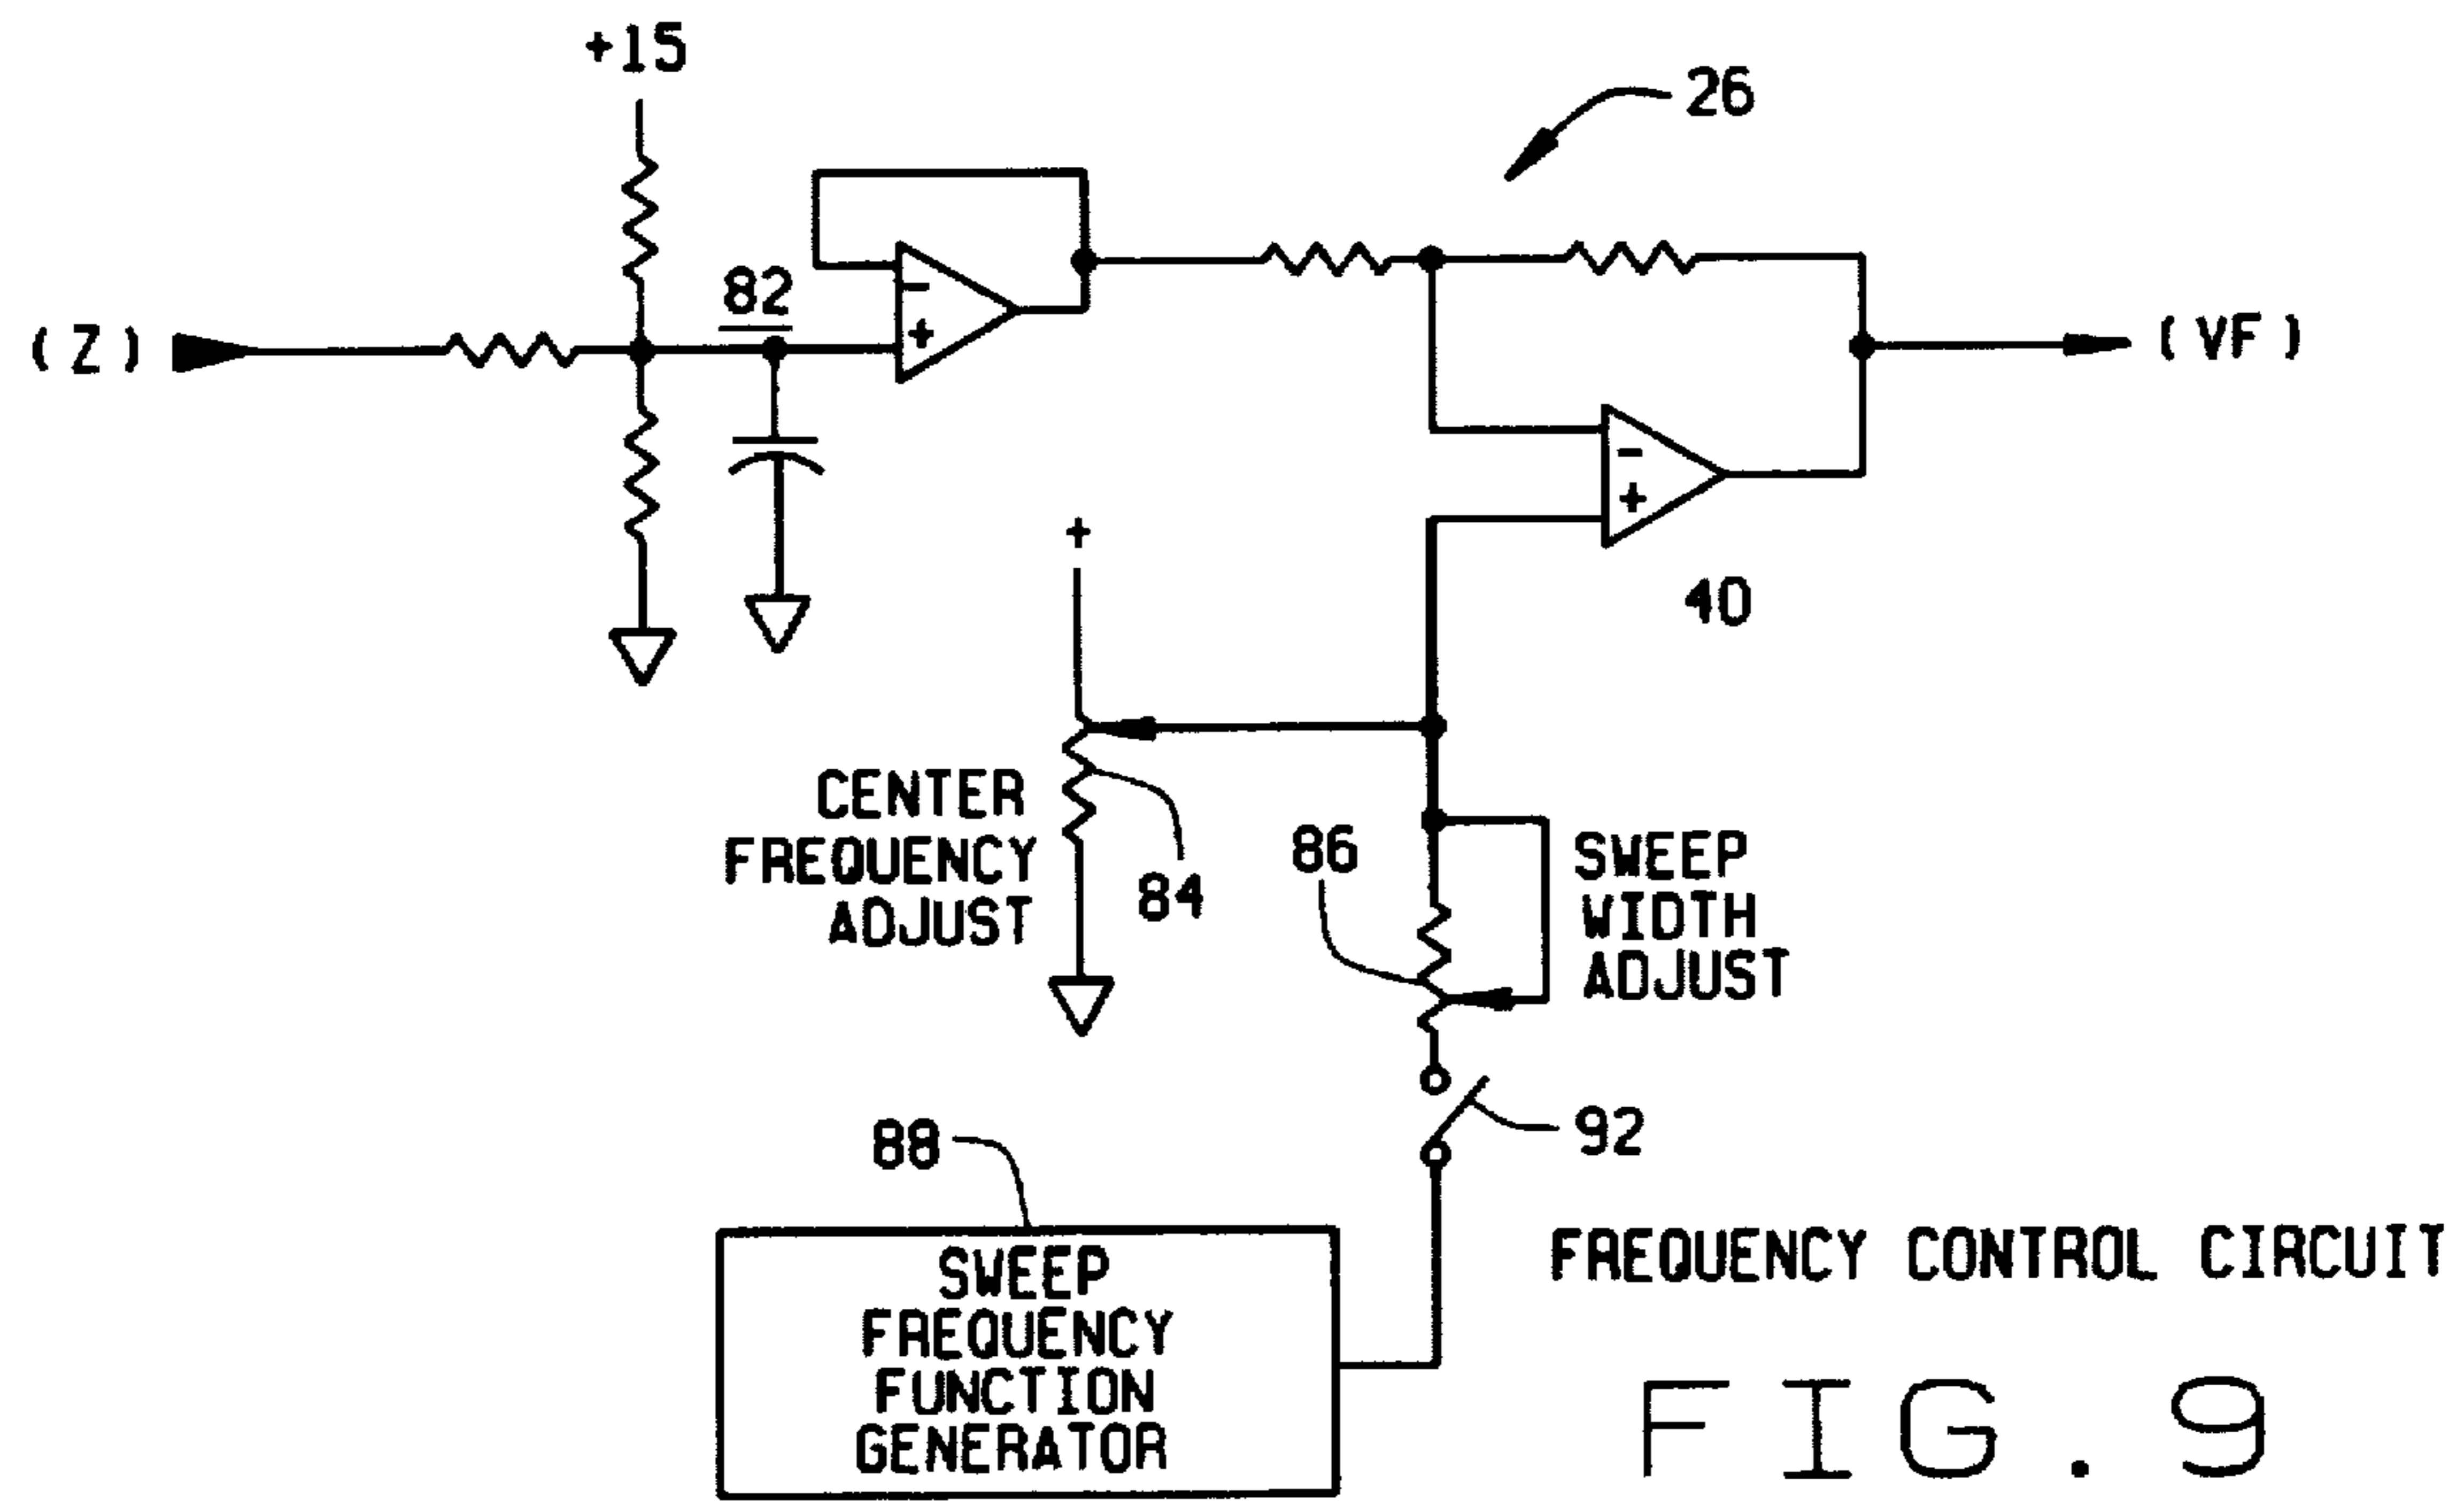 +15
26
82
(Z)
-
+
(VF)
-
+
40
+
CENTER
FREQUENCY
ADJUST
84
86
SWEEP
WIDTH
ADJUST
92
88
SWEEP
FREQUENCY
FUNCTION
GENERATOR
FREQUENCY CONTROL CIRCUIT
FIG. 9